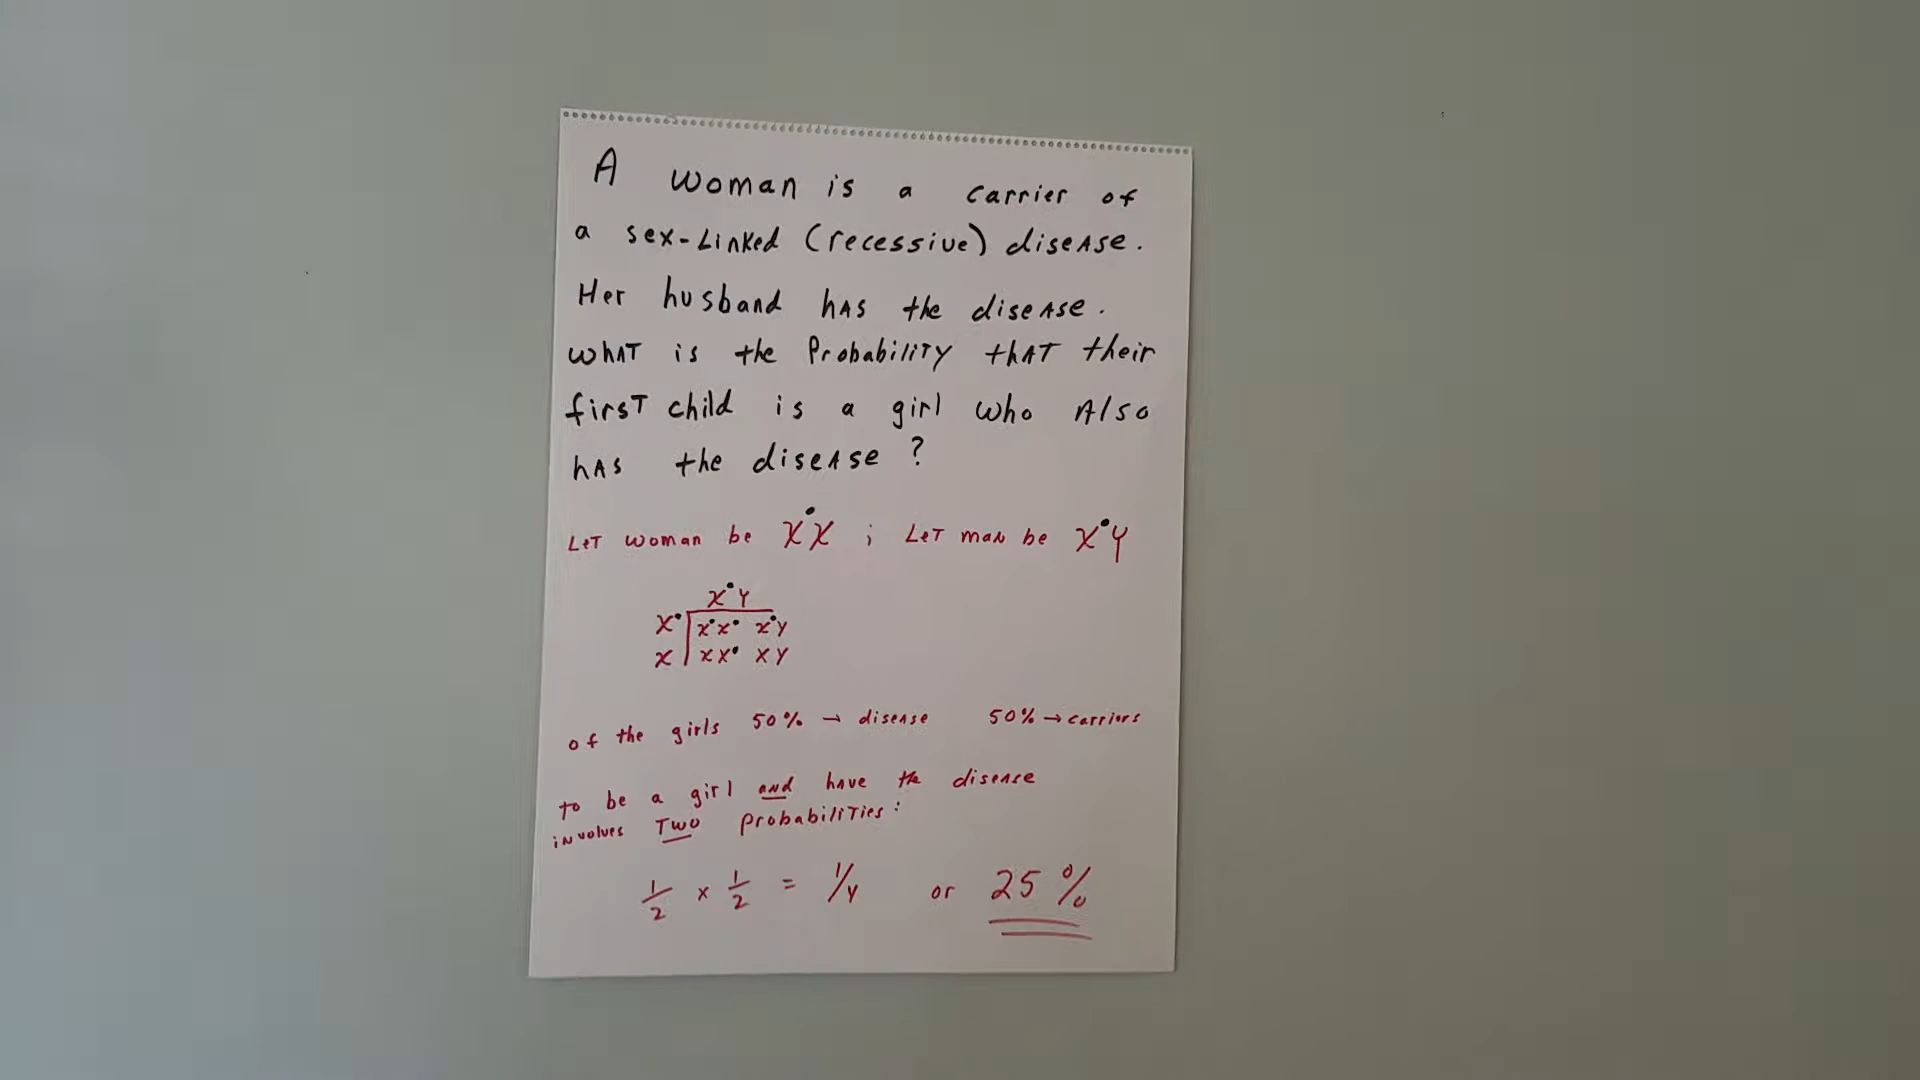 A woman is a carrier of
a sex-Linked (recessive) disease.
Her husband has the disease.
What is the Probability that their
first child is a girl who Also
has the disease?
Let woman be X•X ; Let man be X•Y
X•Y
X• X•X• X•Y
X XX• XY
of the girls 50% → disease 50% → carriers
to be a girl and have the disease
involves Two probabilities:
1/2 x 1/2 = 1/4 or 25%